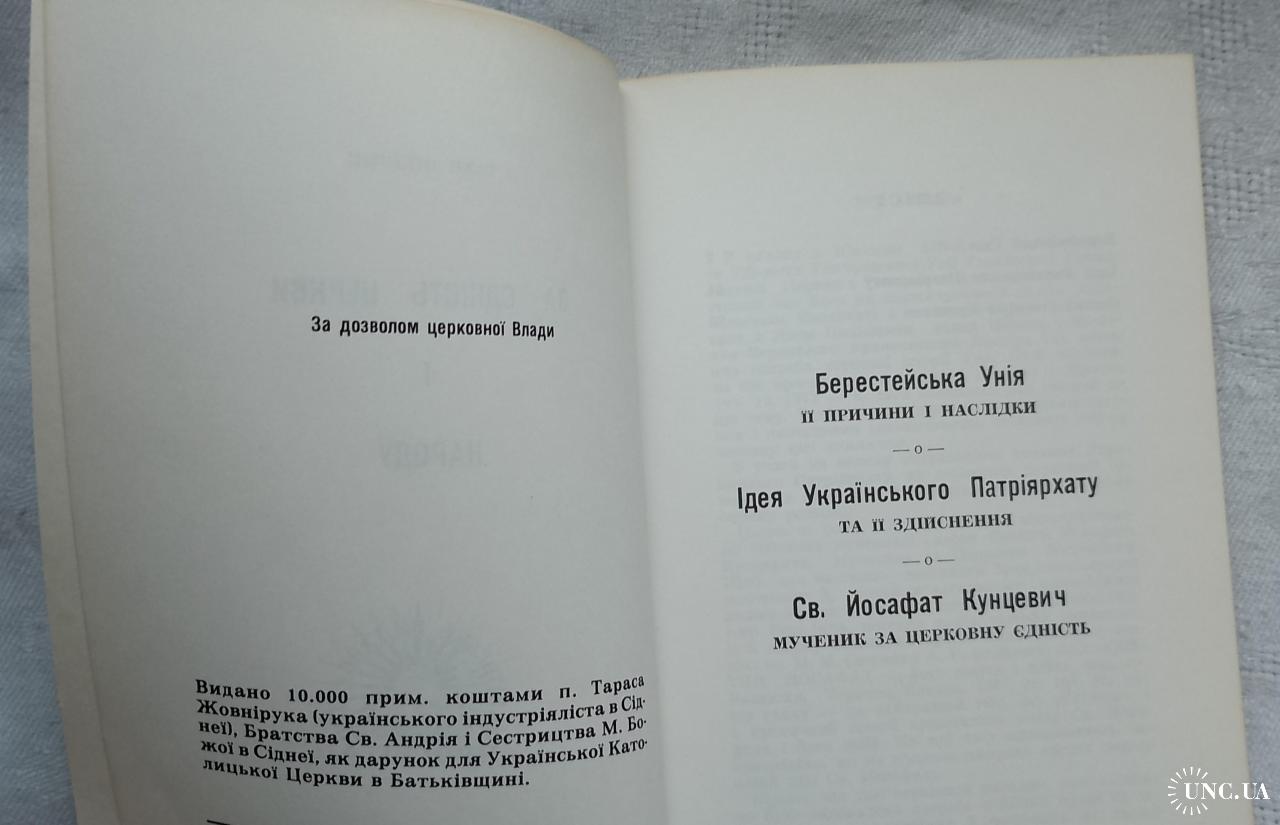 За дозволом церковної Влади
Видано 10.000 прим. коштами п. Тараса
Жовнірука (українського індустріяліста в Сід-
неї), Братства Св. Андрія і Сестрицтва М. Бо-
жої в Сіднеї, як дарунок для Української Като-
лицької Церкви в Батьківщині.
Берестейська Унія
ЇЇ ПРИЧИНИ І НАСЛІДКИ
— о —
Ідея Українського Патріярхату
ТА ЇЇ ЗДІЙСНЕННЯ
— о —
Св. Йосафат Кунцевич
МУЧЕНИК ЗА ЦЕРКОВНУ ЄДНІСТЬ
UNC.UA